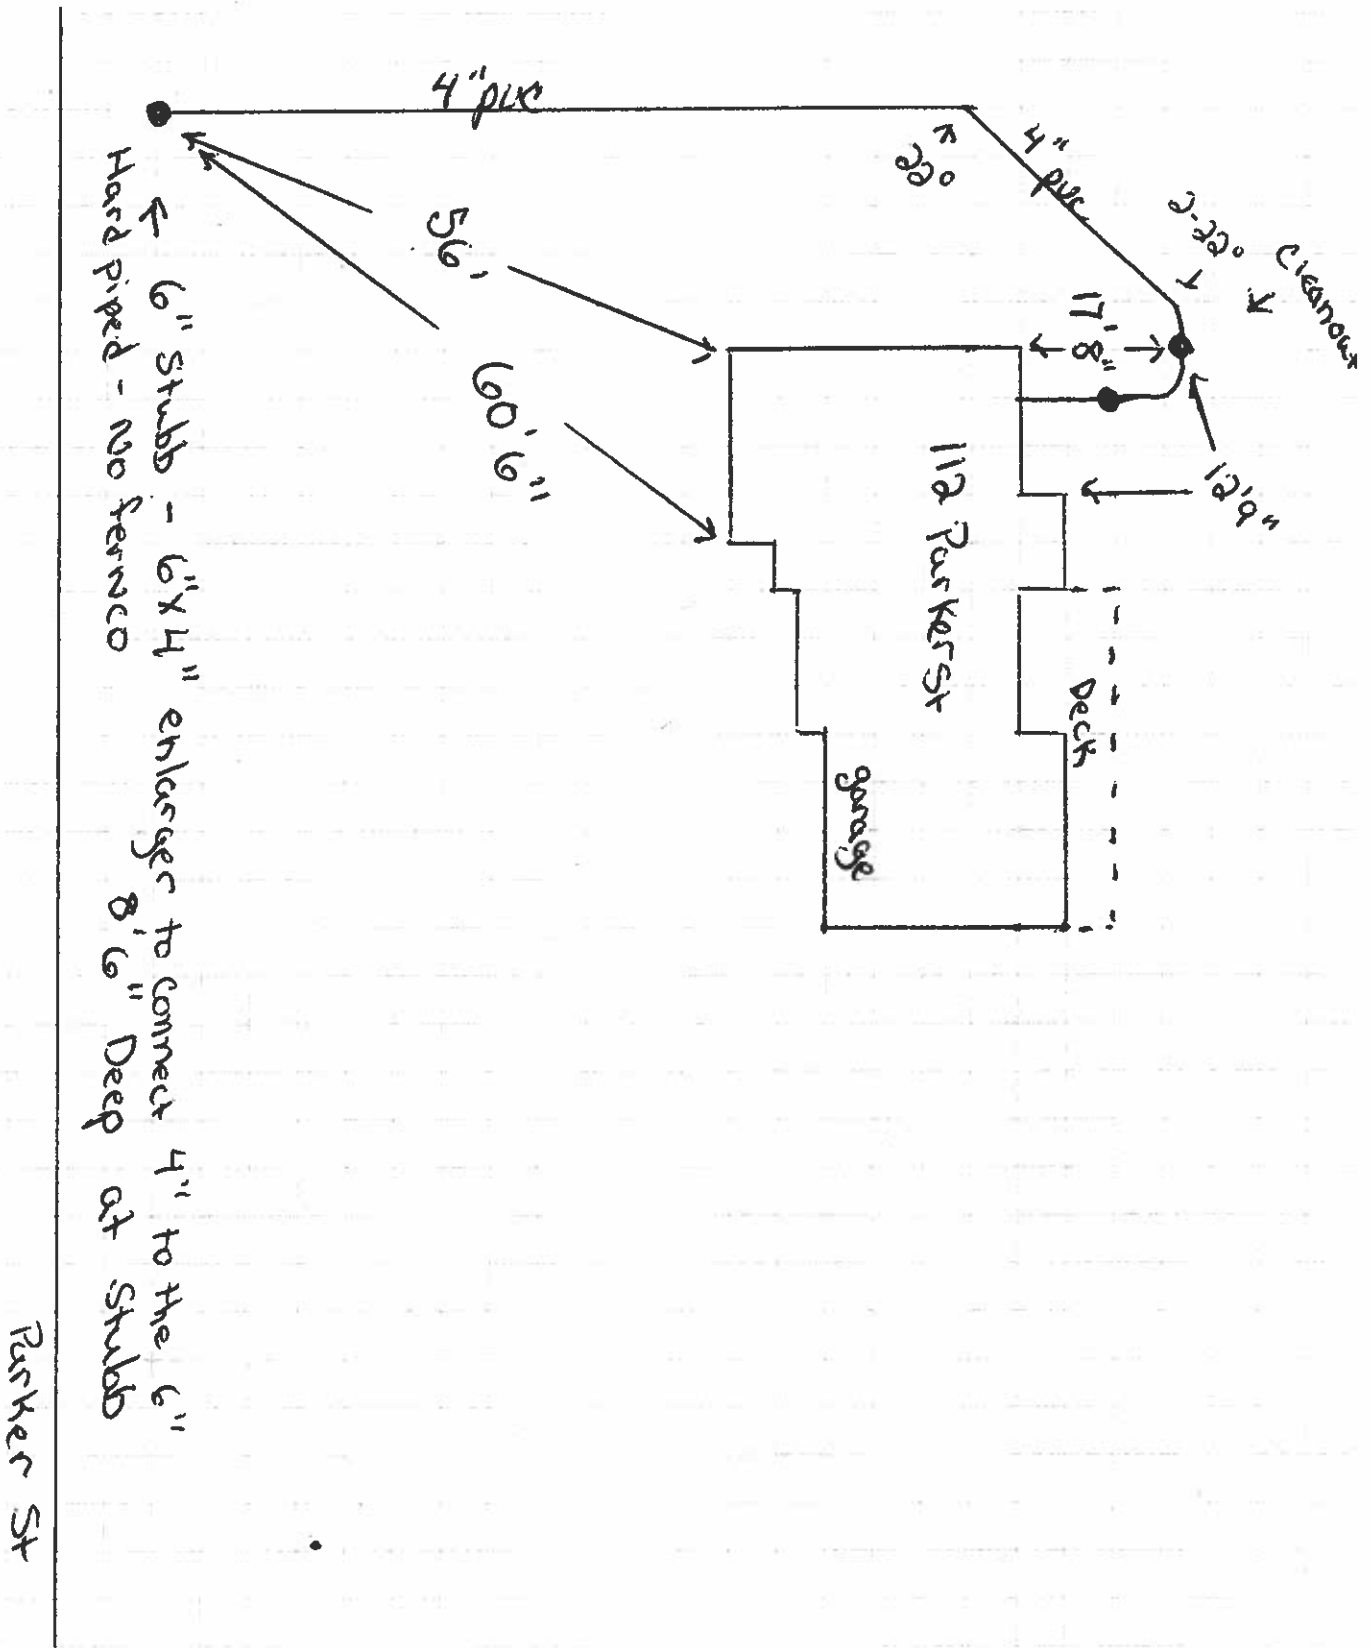 4" pvc
22°
4" pvc
2-22°
Cleanout
17' 8"
12'9"
56'
60' 6"
112 Parker St
Deck
garage
← 6" Stubb - 6"x4" enlarger to connect 4" to the 6"
Hard piped - No fernco
8'6" Deep at Stubb
Parker St